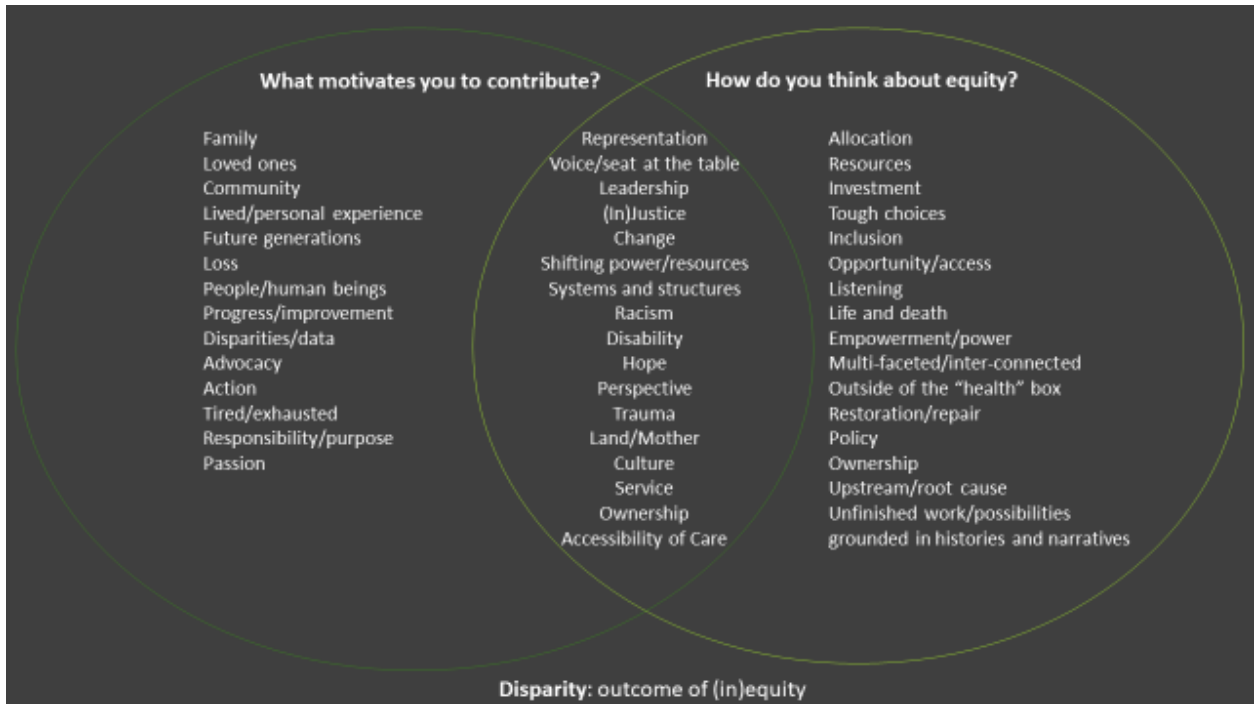 What motivates you to contribute?
Family
Loved ones
Community
Lived/personal experience
Future generations
Loss
People/human beings
Progress/improvement
Disparities/data
Advocacy
Action
Tired/exhausted
Responsibility/purpose
Passion
Representation
Voice/seat at the table
Leadership
(In)Justice
Change
Shifting power/resources
Systems and structures
Racism
Disability
Hope
Perspective
Trauma
Land/Mother
Culture
Service
Ownership
Accessibility of Care
How do you think about equity?
Allocation
Resources
Investment
Tough choices
Inclusion
Opportunity/access
Listening
Life and death
Empowerment/power
Multi-faceted/inter-connected
Outside of the “health” box
Restoration/repair
Policy
Ownership
Upstream/root cause
Unfinished work/possibilities
grounded in histories and narratives
Disparity: outcome of (in)equity